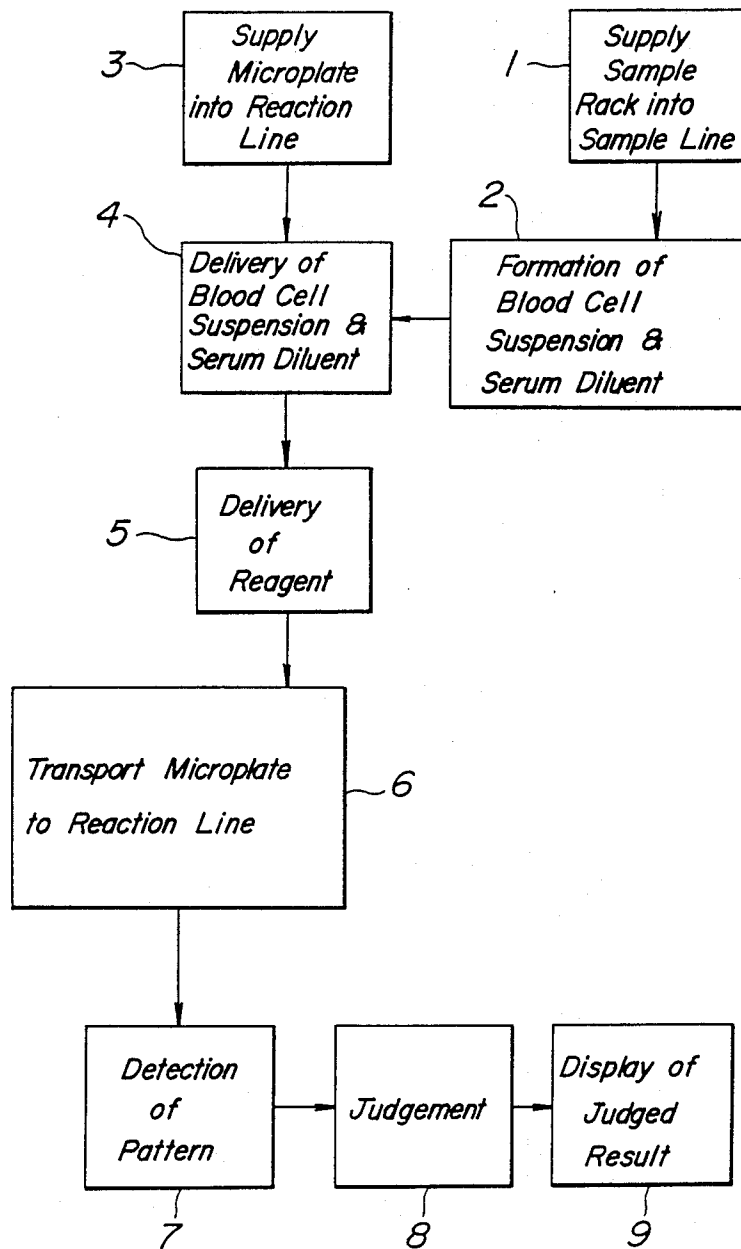 3
Supply
Microplate
into Reaction
Line
1
Supply
Sample
Rack into
Sample Line
4
Delivery of
Blood Cell
Suspension &
Serum Diluent
2
Formation of
Blood Cell
Suspension &
Serum Diluent
5
Delivery
of
Reagent
Transport Microplate
to Reaction Line
6
Detection
of
Pattern
7
Judgement
8
Display of
Judged
Result
9